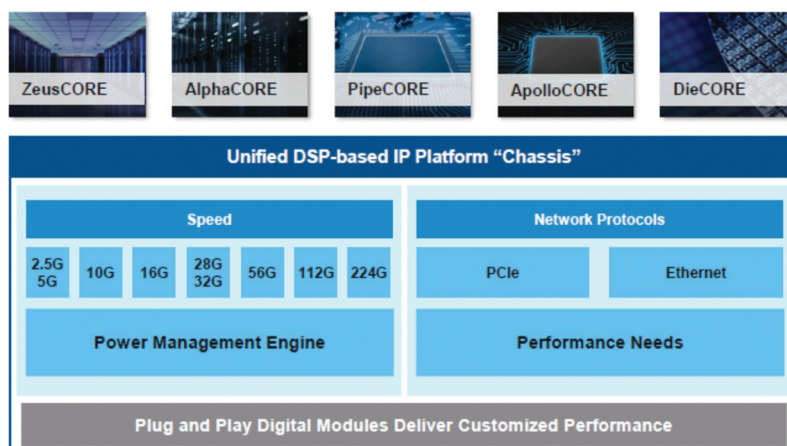 ZeusCORE
AlphaCORE
PipeCORE
ApolloCORE
DieCORE
Unified DSP-based IP Platform “Chassis”
Speed
Network Protocols
2.5G
5G
10G
16G
28G
32G
56G
112G
224G
PCIe
Ethernet
Power Management Engine
Performance Needs
Plug and Play Digital Modules Deliver Customized Performance